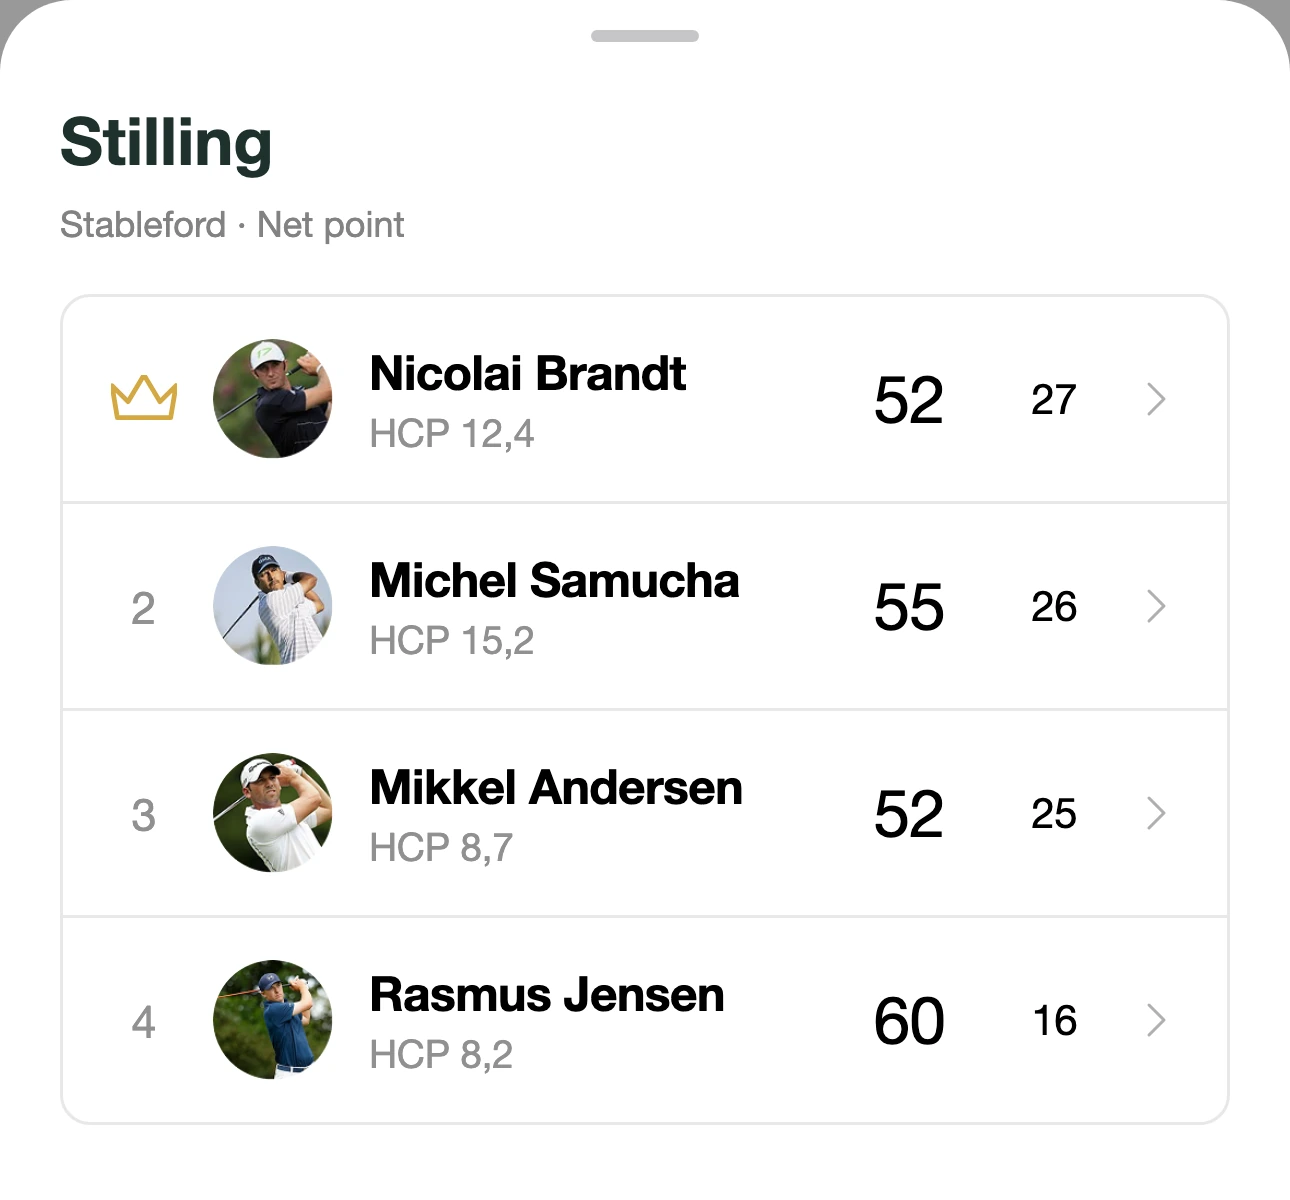 Stilling
Stableford · Net point
Nicolai Brandt
HCP 12,4
52
27
2
Michel Samucha
HCP 15,2
55
26
3
Mikkel Andersen
HCP 8,7
52
25
4
Rasmus Jensen
HCP 8,2
60
16